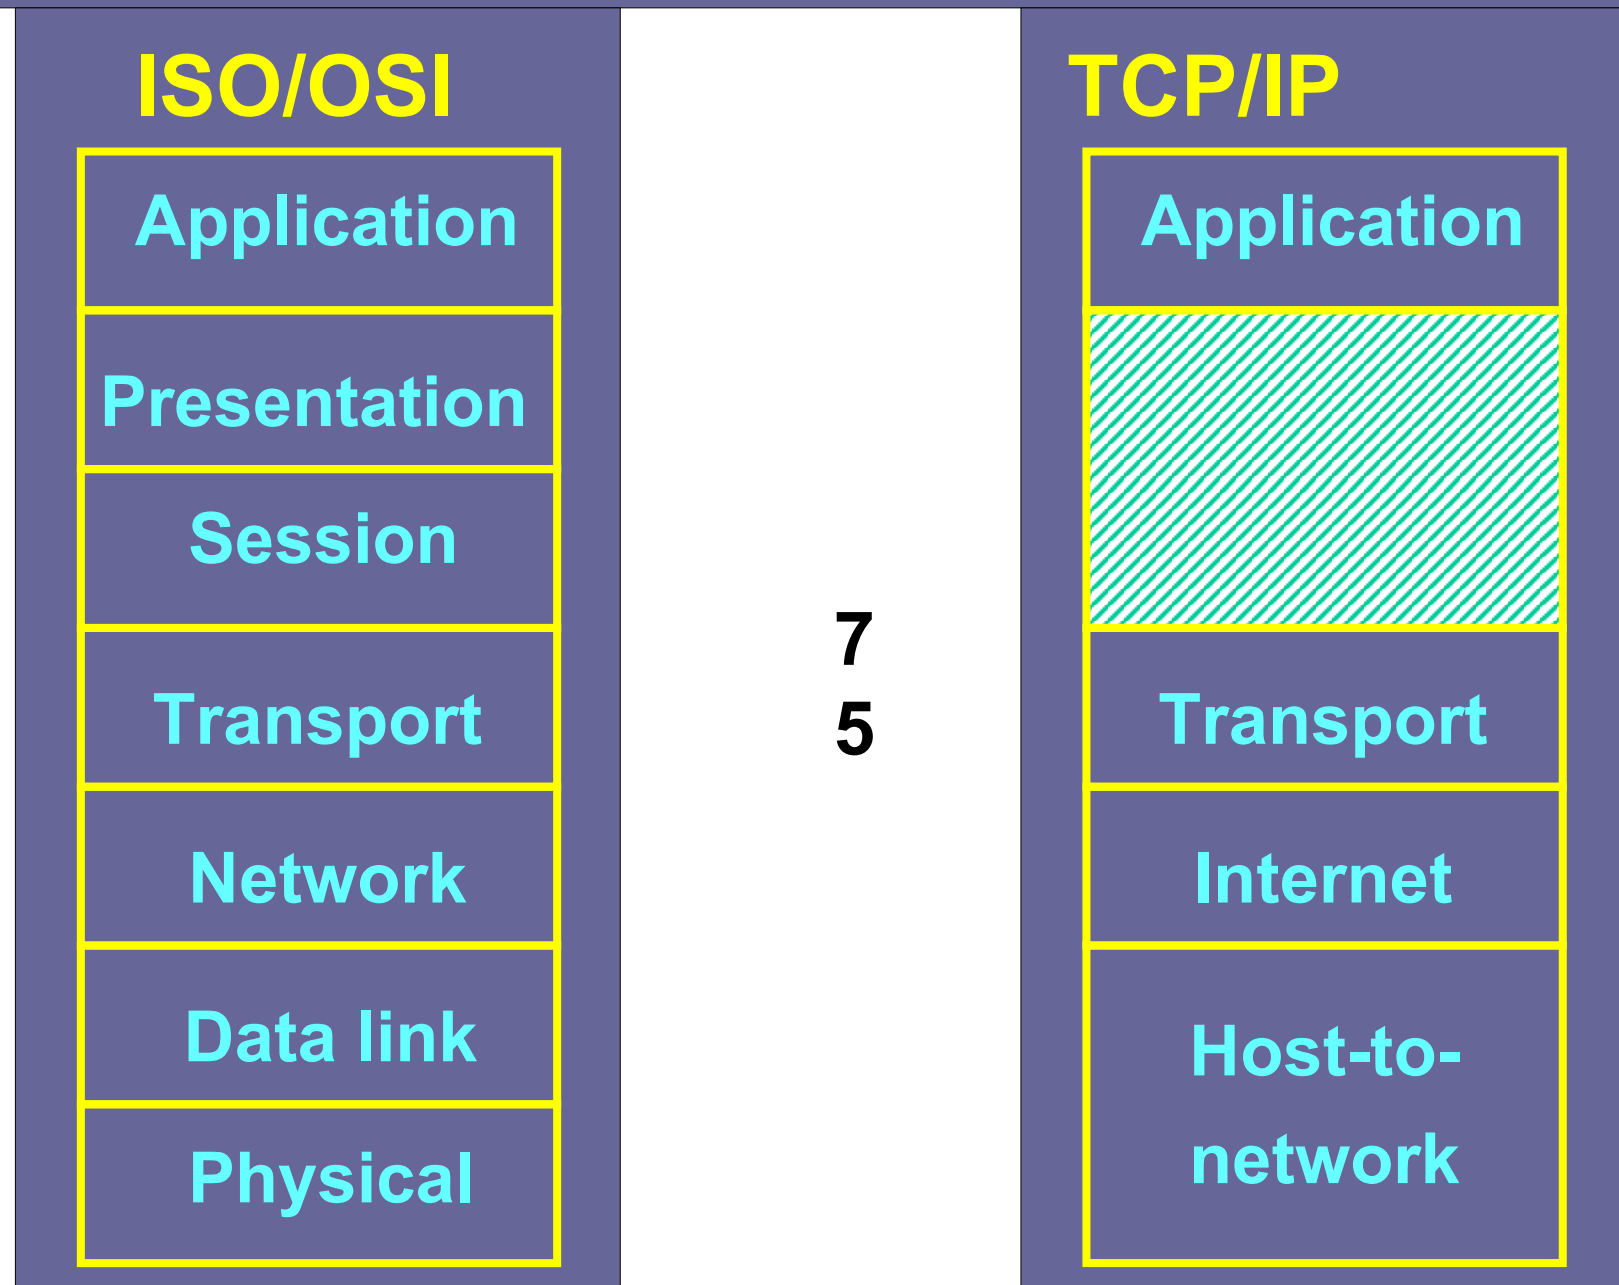 ISO/OSI
Application
Presentation
Session
Transport
Network
Data link
Physical
7
5
TCP/IP
Application
Transport
Internet
Host-to-
network